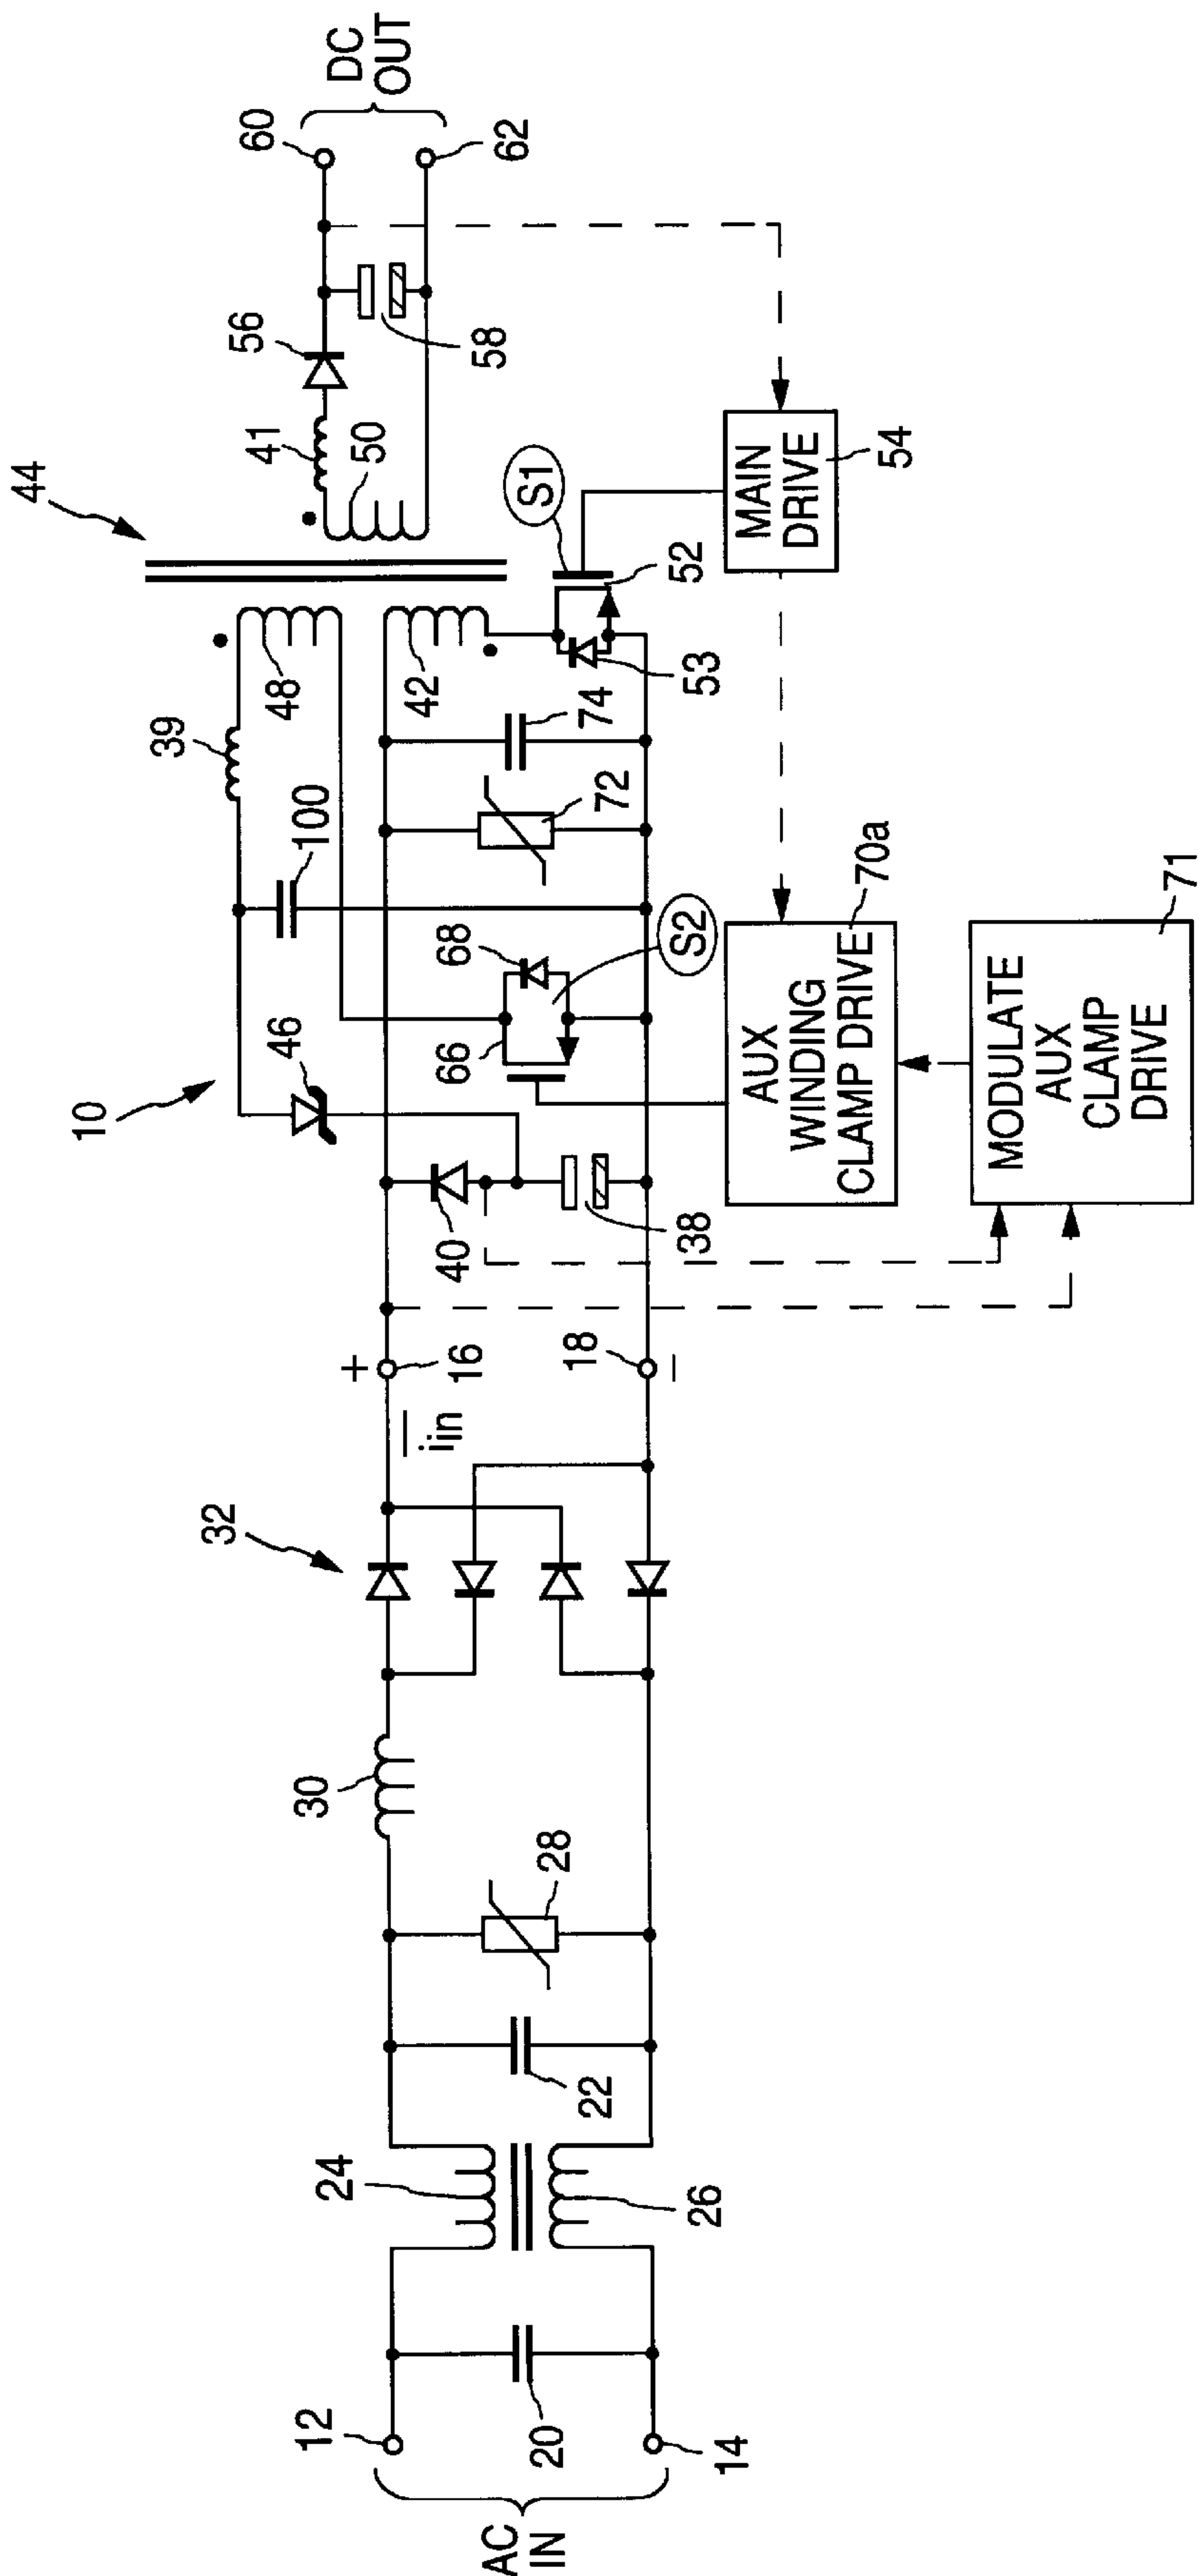 AC
IN
12
14
20
24
26
22
28
30
32
i in
+
16
18
−
10
40
38
46
66
68
S2
100
39
48
42
72
74
44
53
52
S1
50
41
56
58
60
62
DC
OUT
MAIN
DRIVE
54
AUX
WINDING
CLAMP DRIVE
70a
MODULATE
AUX
CLAMP
DRIVE
71